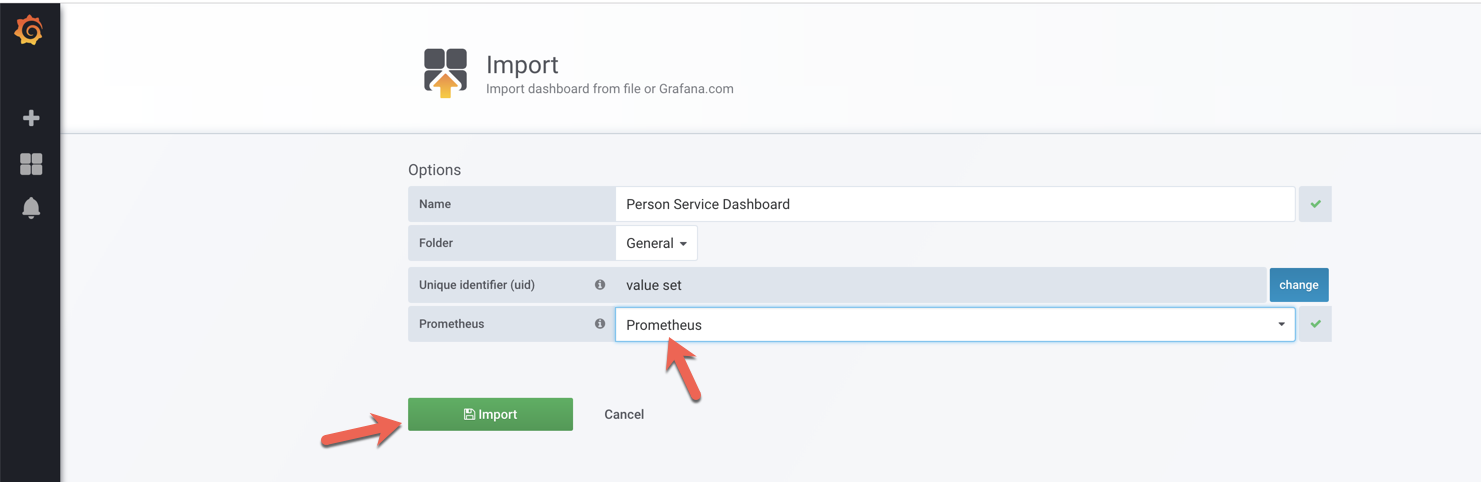 Import
Import dashboard from file or Grafana.com
Options
Name Person Service Dashboard
Folder General
Unique identifier (uid) value set change
Prometheus Prometheus
Import Cancel